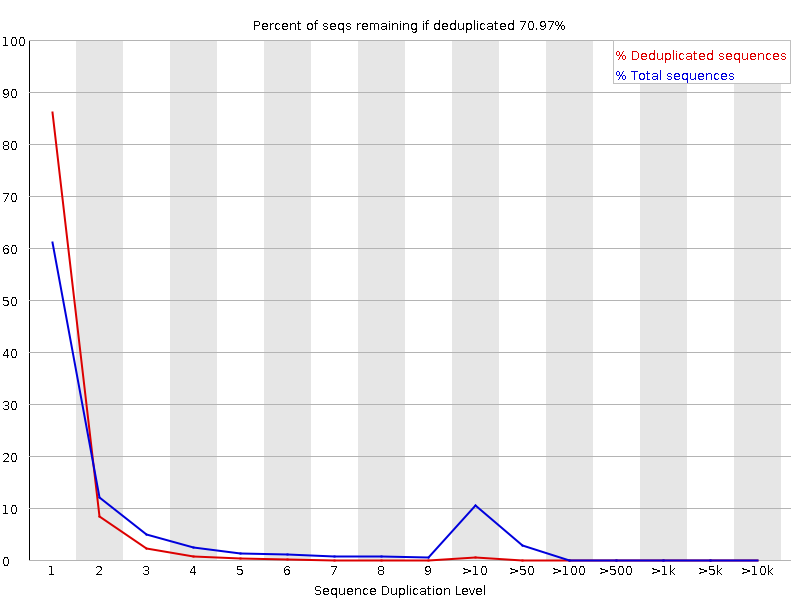 Percent of seqs remaining if deduplicated 70.97%
% Deduplicated sequences
% Total sequences
100
90
80
70
60
50
40
30
20
10
0
1 2 3 4 5 6 7 8 9 >10 >50 >100 >500 >1k >5k >10k
Sequence Duplication Level